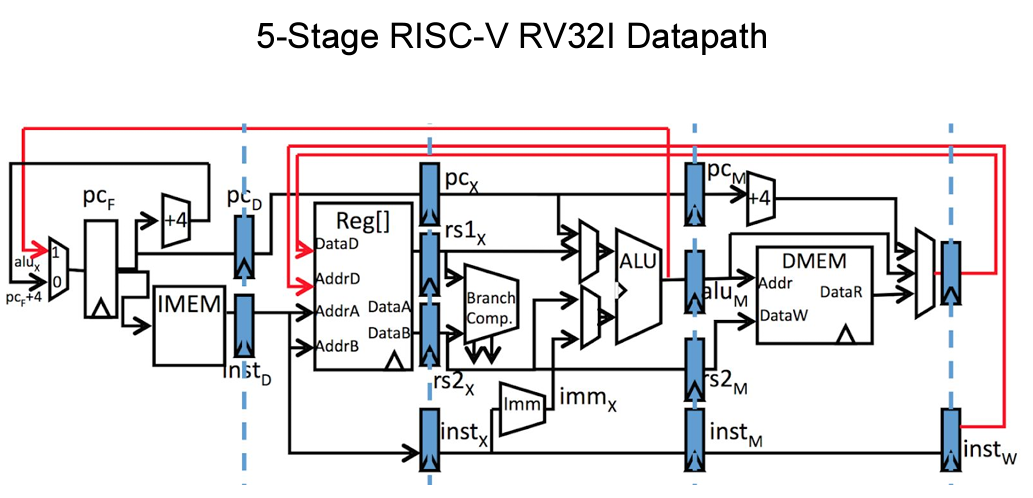 5-Stage RISC-V RV32I Datapath
pcF
+4
pcD
pcX
pcM
+4
Reg[]
rs1X
DataD
1
aluX
0
pcF+4
ALU
DMEM
AddrD
IMEM
AddrA
DataA
Branch
Comp.
aluM
Addr
DataR
DataB
AddrB
DataW
instD
rs2X
rs2M
Imm
immX
instX
instM
instW